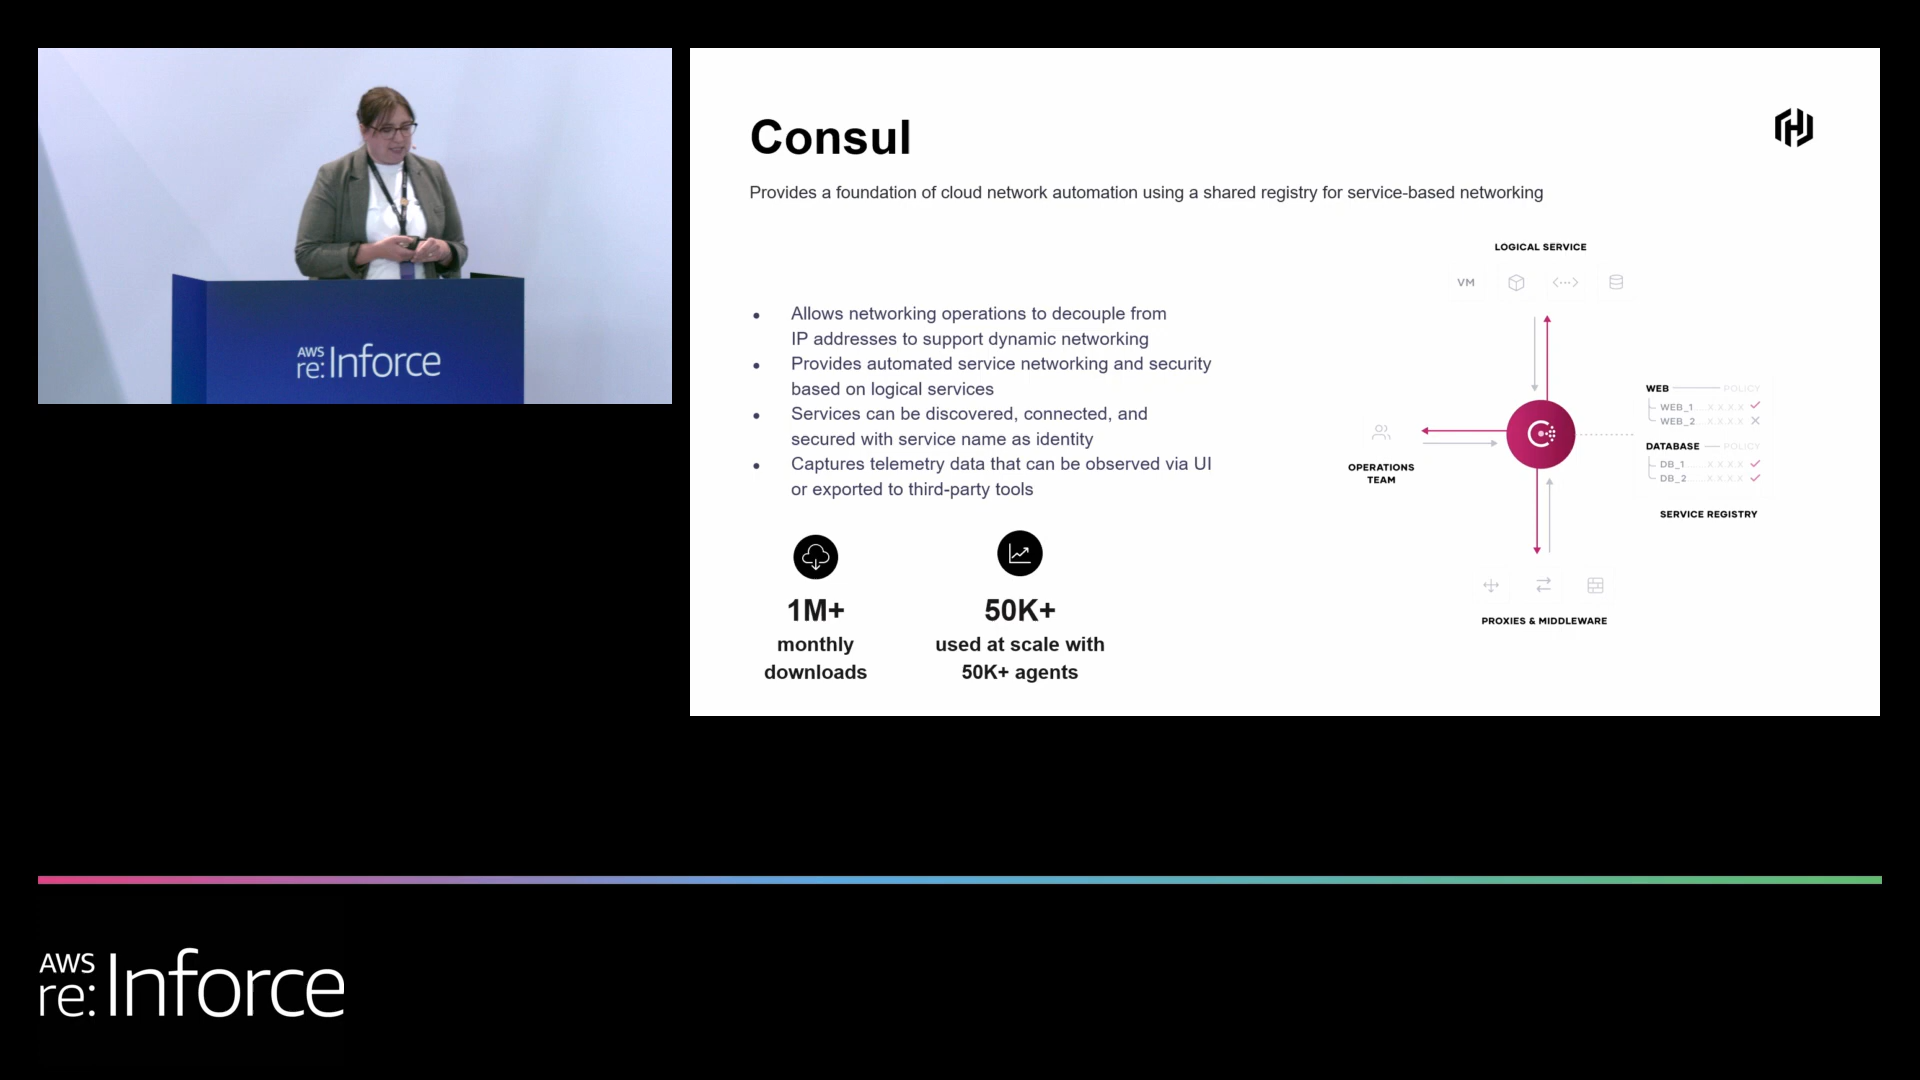 AWS
re:Inforce
Consul
Provides a foundation of cloud network automation using a shared registry for service-based networking
• Allows networking operations to decouple from
IP addresses to support dynamic networking
• Provides automated service networking and security
based on logical services
• Services can be discovered, connected, and
secured with service name as identity
• Captures telemetry data that can be observed via UI
or exported to third-party tools
1M+
monthly
downloads
50K+
used at scale with
50K+ agents
LOGICAL SERVICE
VM
OPERATIONS
TEAM
WEB POLICY
WEB_1 X.X.X.X
WEB_2 X.X.X.X
DATABASE POLICY
DB_1 X.X.X.X
DB_2 X.X.X.X
SERVICE REGISTRY
PROXIES & MIDDLEWARE
AWS
re:Inforce